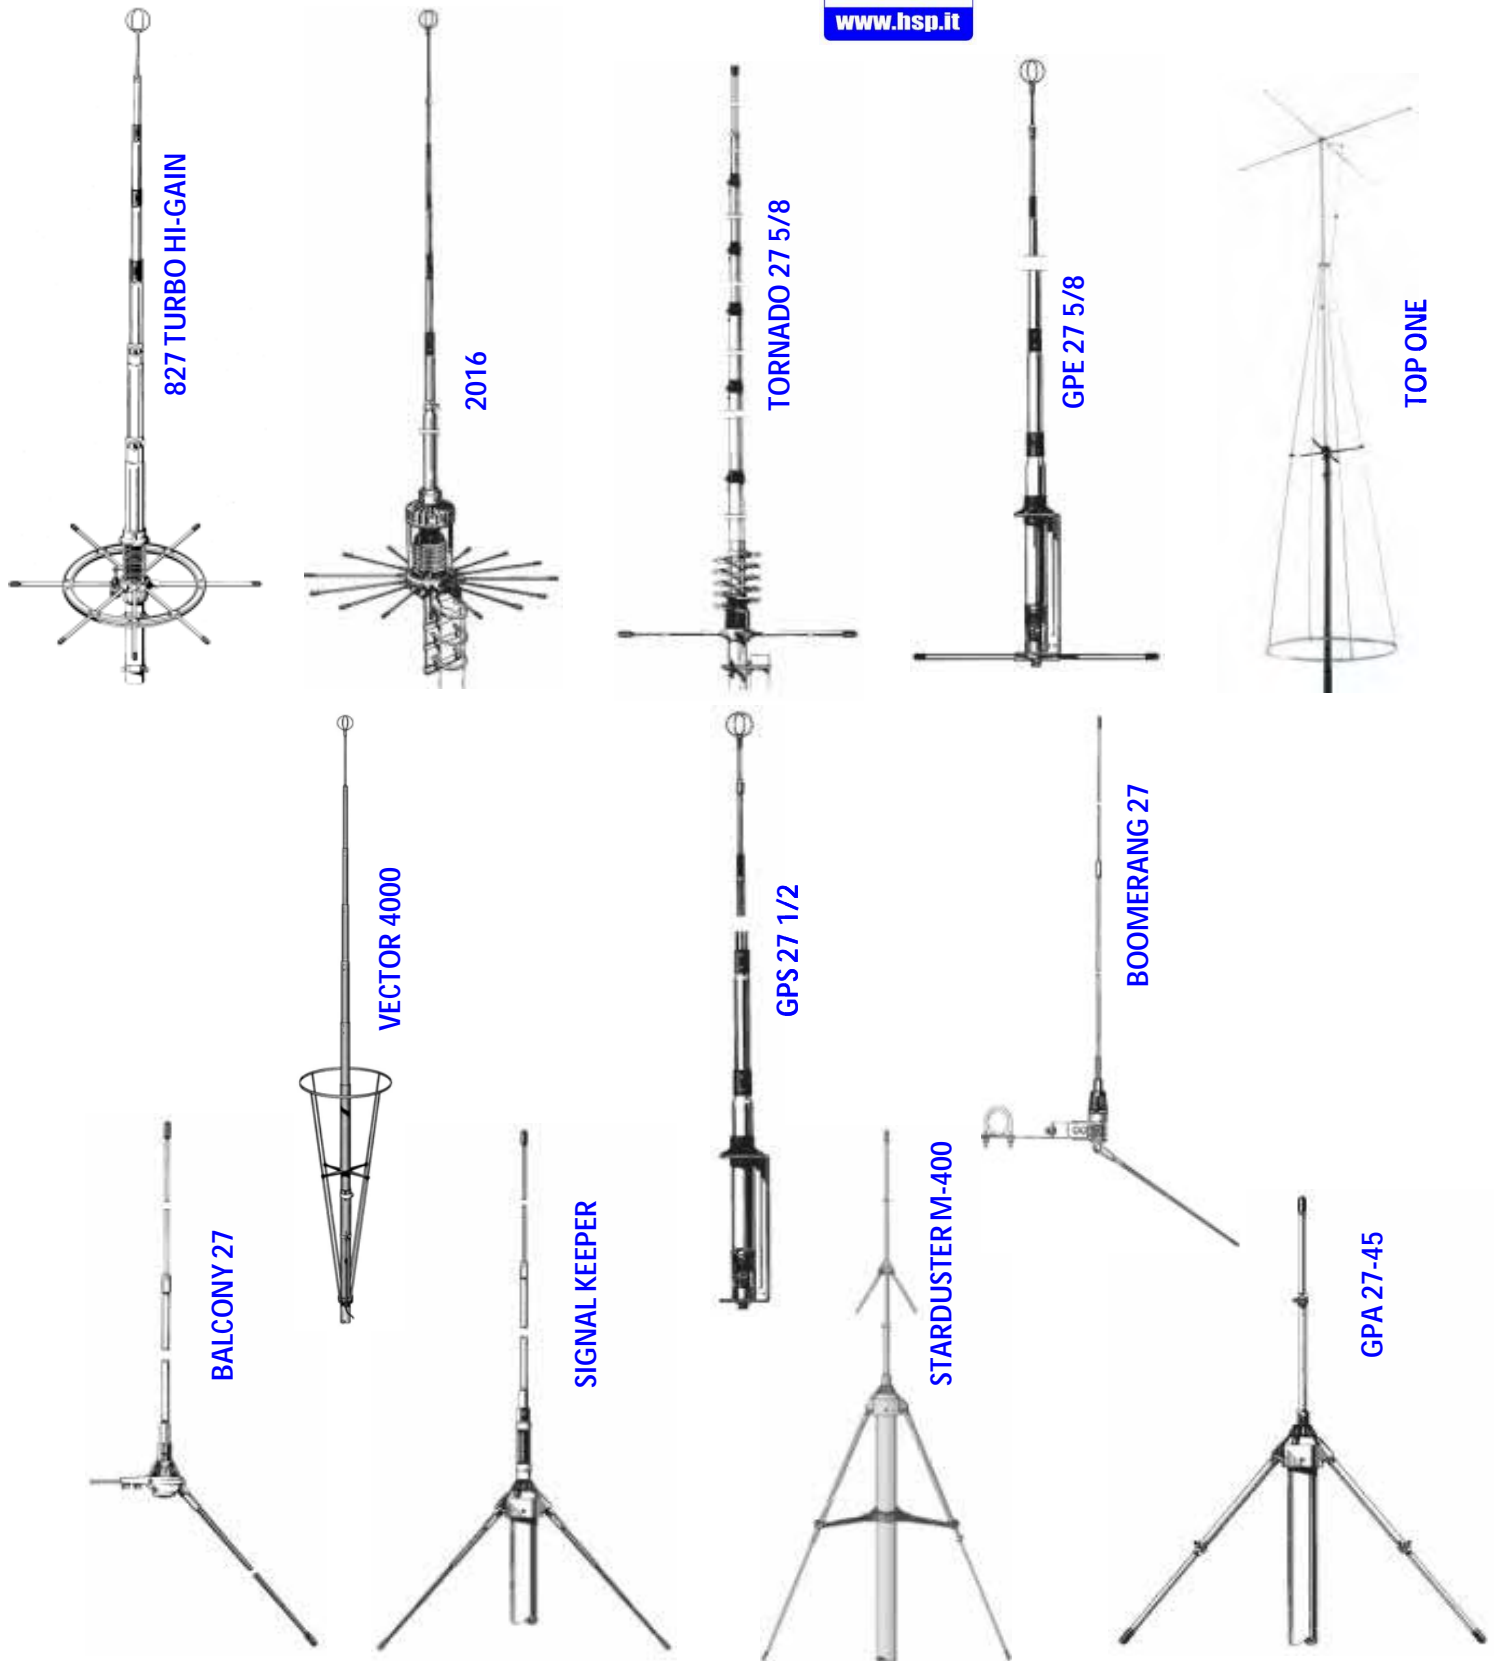 www.hsp.it
827 TURBO HI-GAIN
2016
TORNADO 27 5/8
GPE 27 5/8
TOP ONE
VECTOR 4000
GPS 27 1/2
BOOMERANG 27
BALCONY 27
SIGNAL KEEPER
STARDUSTER M-400
GPA 27-45